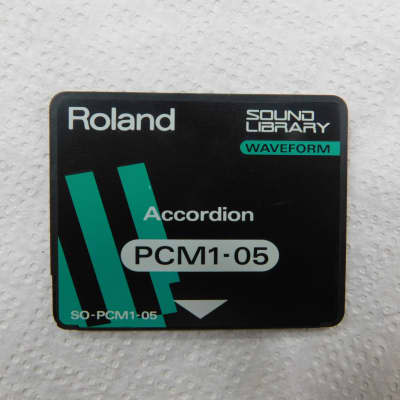 Roland
SOUND
LIBRARY
WAVEFORM
Accordion
PCM1-05
SO-PCM1-05